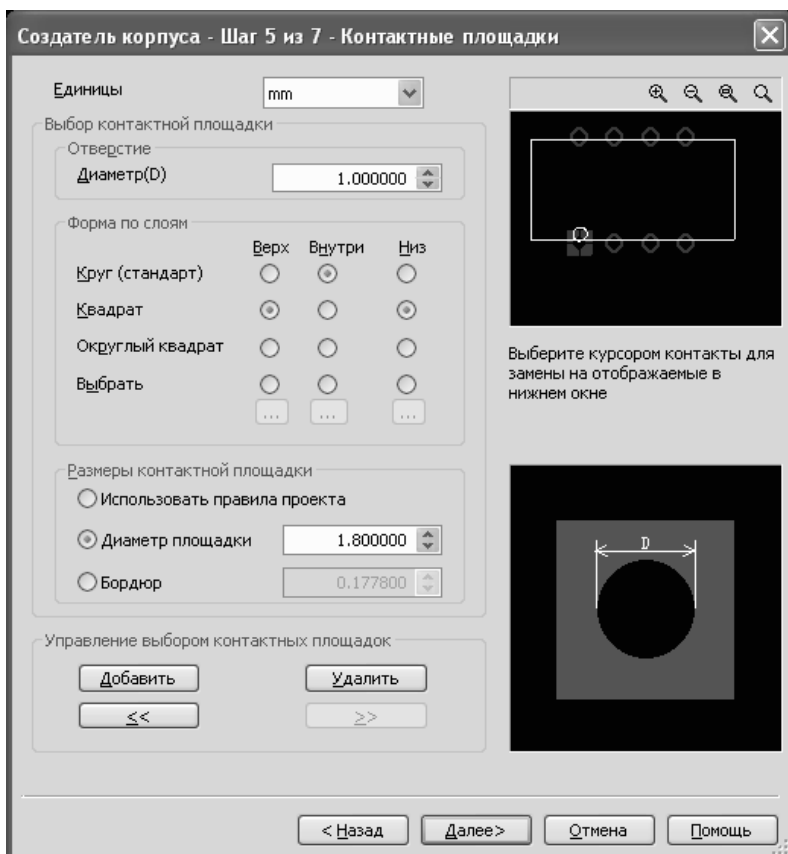 Создатель корпуса - Шаг 5 из 7 - Контактные площадки
Единицы
mm
Выбор контактной площадки
Отверстие
Диаметр(D)
1.000000
Форма по слоям
Верх Внутри Низ
Круг (стандарт)
Квадрат
Округлый квадрат
Выбрать
... ... ...
Размеры контактной площадки
Использовать правила проекта
Диаметр площадки
1.800000
Бордюр
0.177800
Управление выбором контактных площадок
Добавить
Удалить
<<
>>
Выберите курсором контакты для
замены на отображаемые в
нижнем окне
D
< Назад
Далее>
Отмена
Помощь